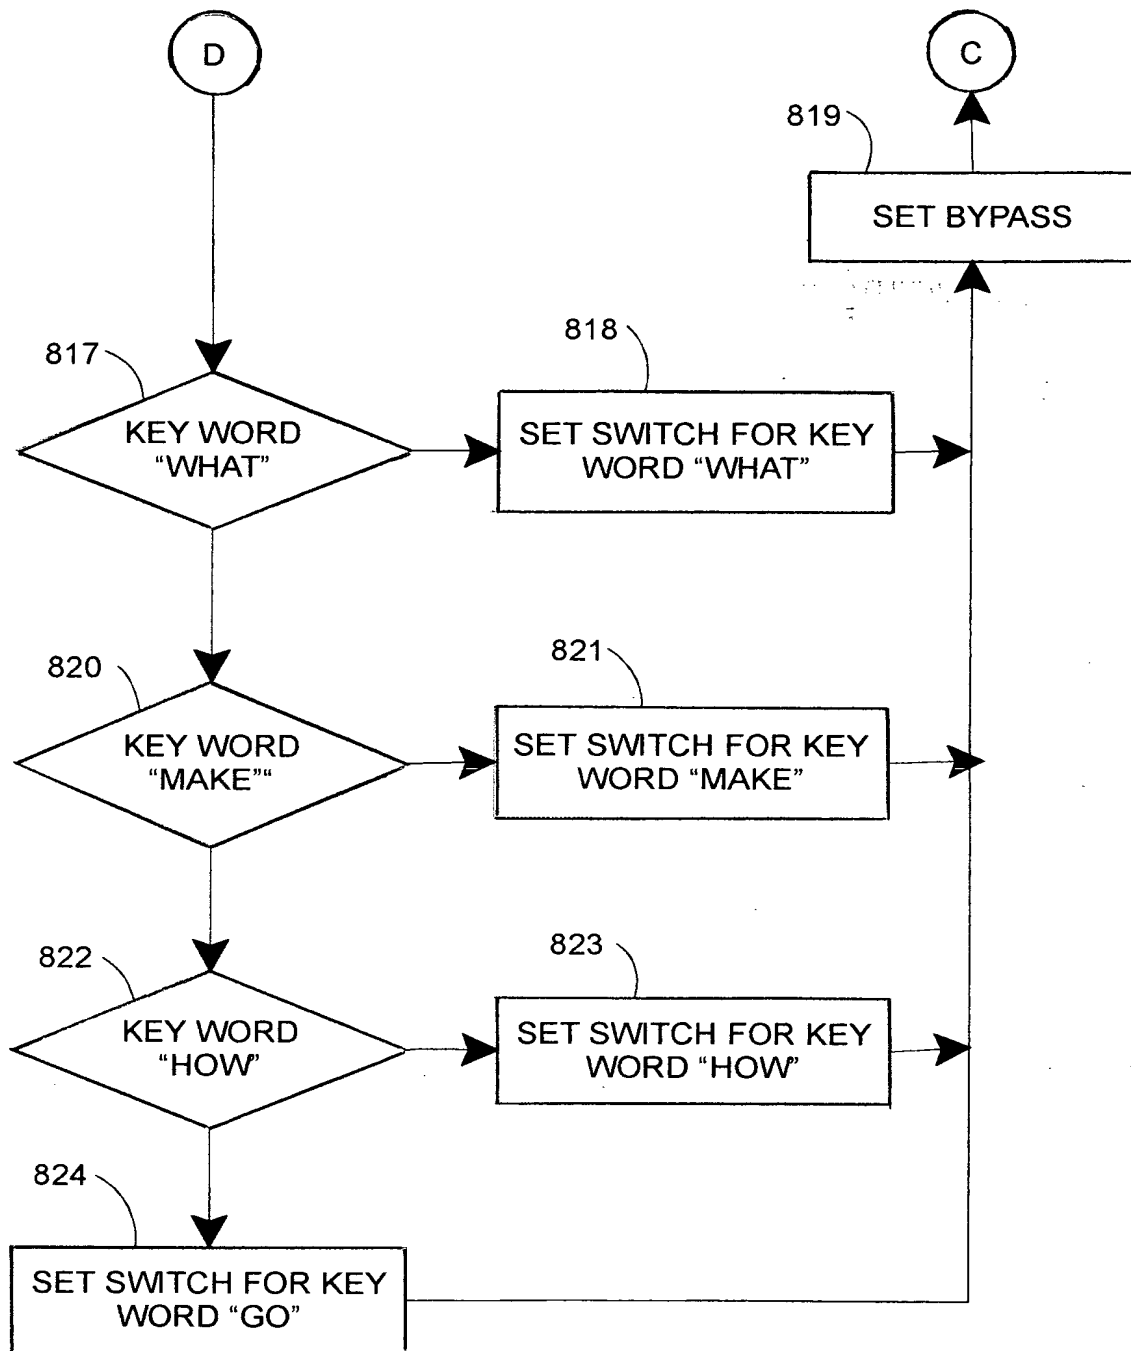 D
C
819
SET BYPASS
817
KEY WORD
“WHAT”
818
SET SWITCH FOR KEY
WORD “WHAT”
820
KEY WORD
“MAKE”“
821
SET SWITCH FOR KEY
WORD “MAKE”
822
KEY WORD
“HOW”
823
SET SWITCH FOR KEY
WORD “HOW”
824
SET SWITCH FOR KEY
WORD “GO”